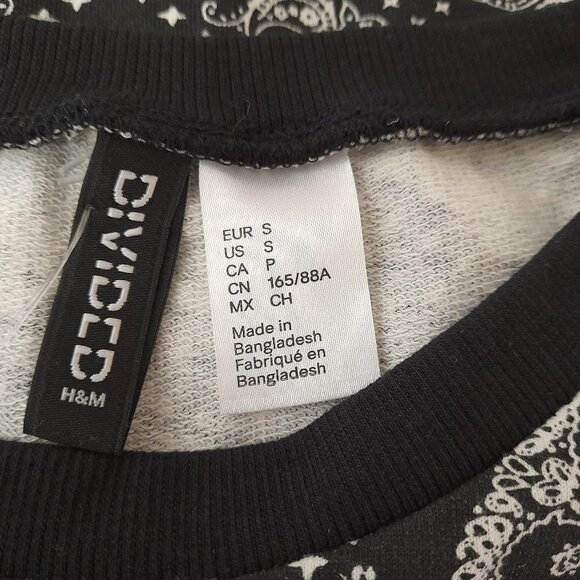 DIVIDED
H&M
EUR S
US S
CA P
CN 165/88A
MX CH
Made in
Bangladesh
Fabriqué en
Bangladesh